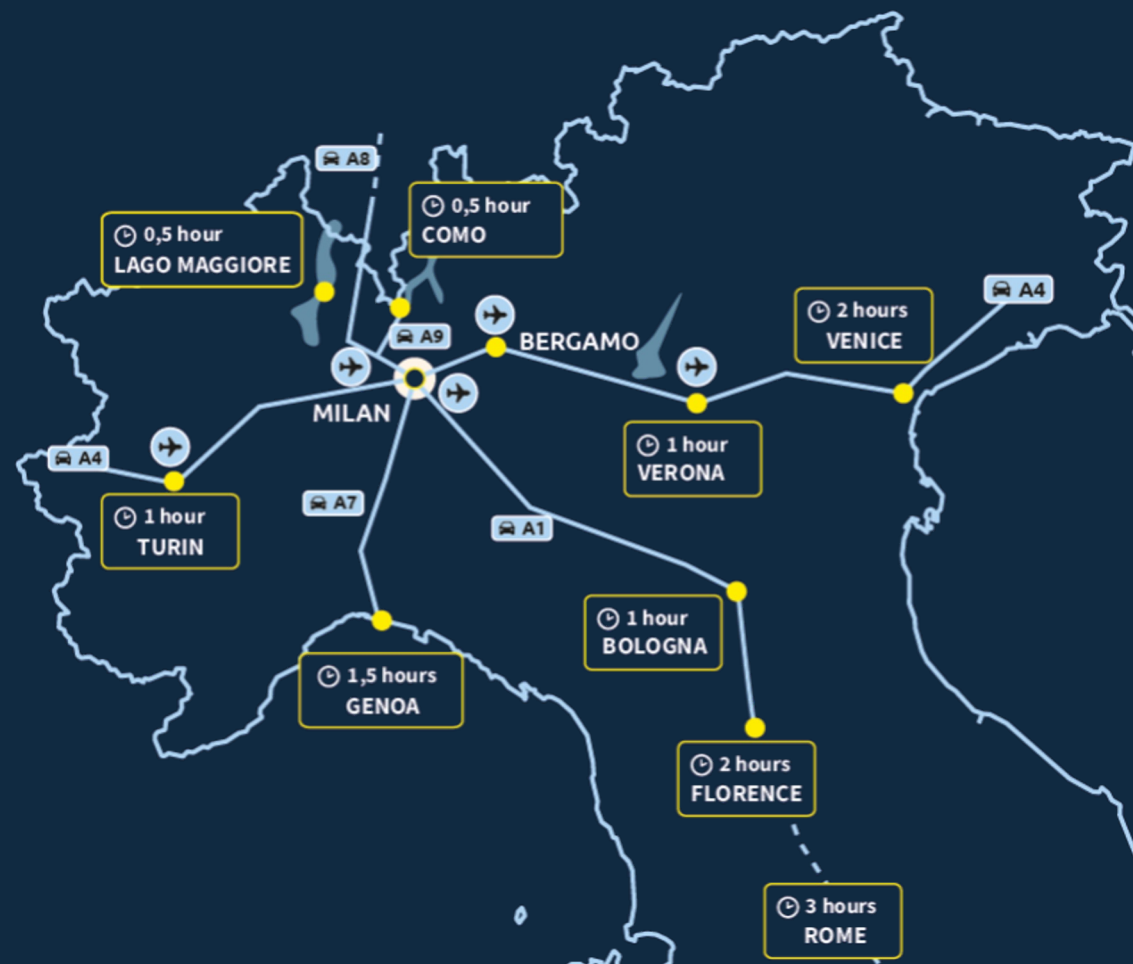 A8
0,5 hour
COMO
0,5 hour
LAGO MAGGIORE
A4
2 hours
VENICE
A9
BERGAMO
MILAN
1 hour
VERONA
A4
1 hour
TURIN
A7
A1
1 hour
BOLOGNA
1,5 hours
GENOA
2 hours
FLORENCE
3 hours
ROME